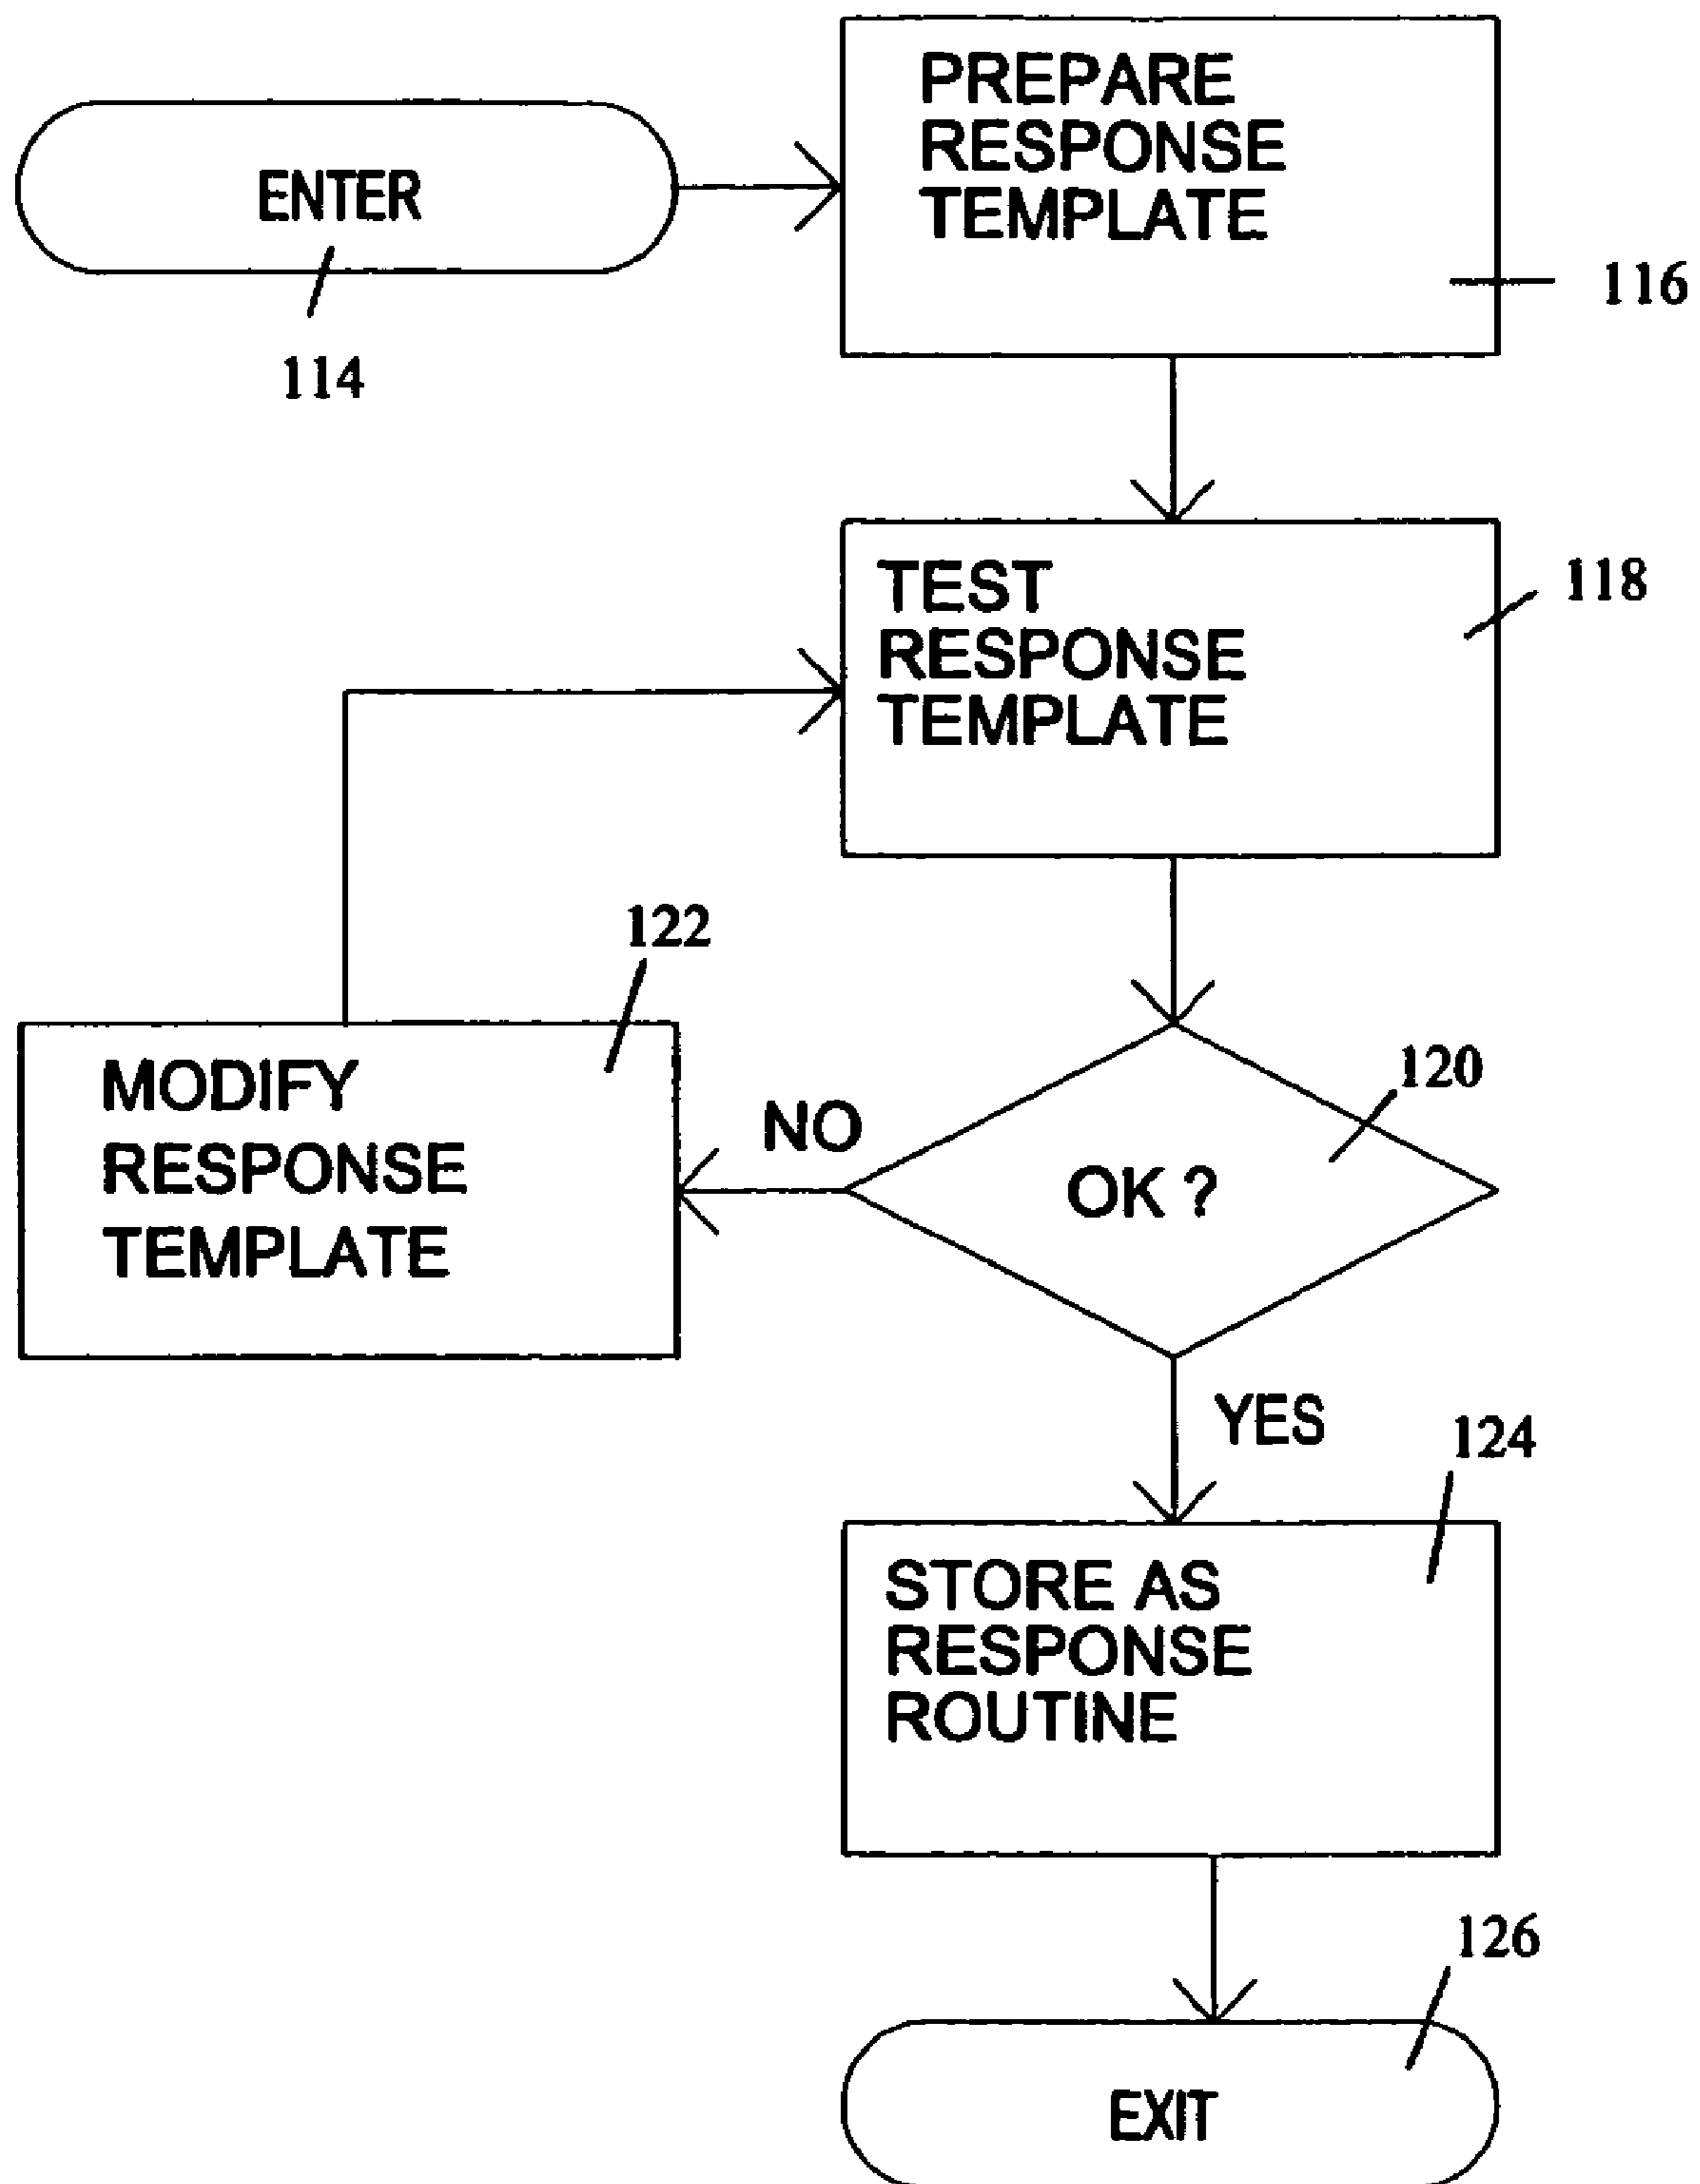 ENTER
114
PREPARE
RESPONSE
TEMPLATE
116
TEST
RESPONSE
TEMPLATE
118
122
MODIFY
RESPONSE
TEMPLATE
NO
OK ?
120
YES
124
STORE AS
RESPONSE
ROUTINE
126
EXIT